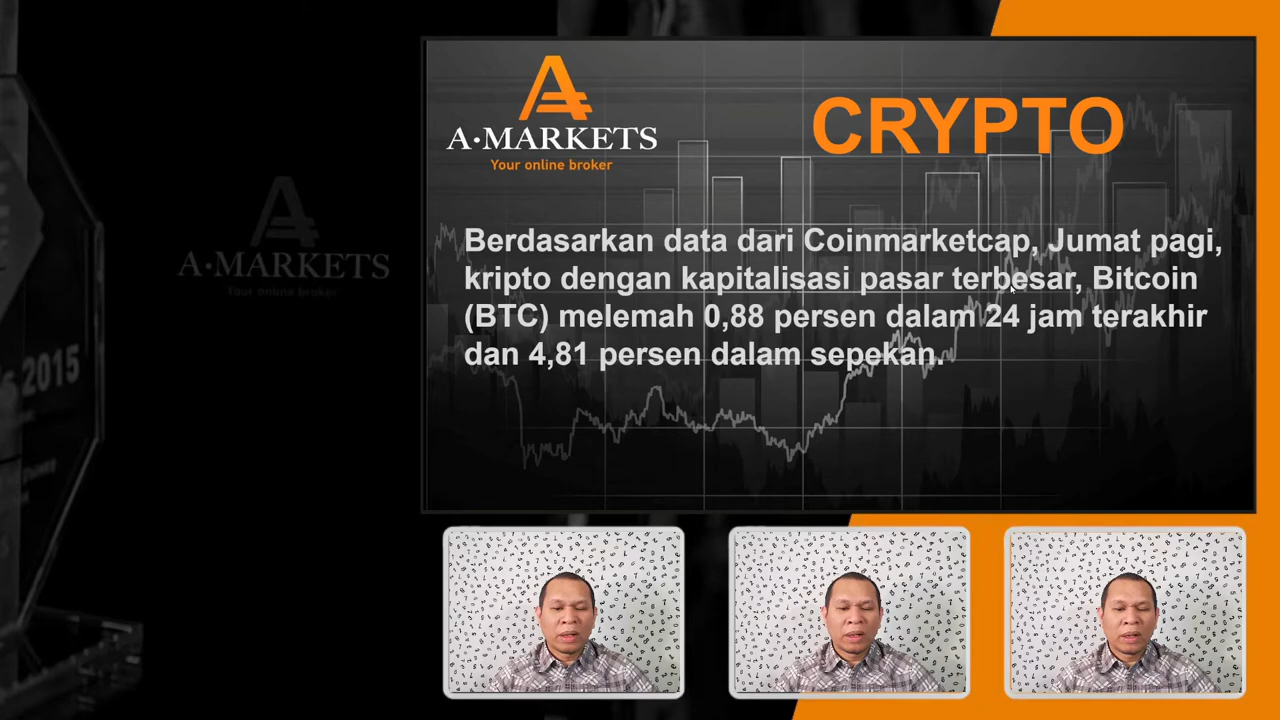 A·MARKETS
Your online broker
CRYPTO
Berdasarkan data dari Coinmarketcap, Jumat pagi,
kripto dengan kapitalisasi pasar terbesar, Bitcoin
(BTC) melemah 0,88 persen dalam 24 jam terakhir
dan 4,81 persen dalam sepekan.
A·MARKETS
Your online broker
2015